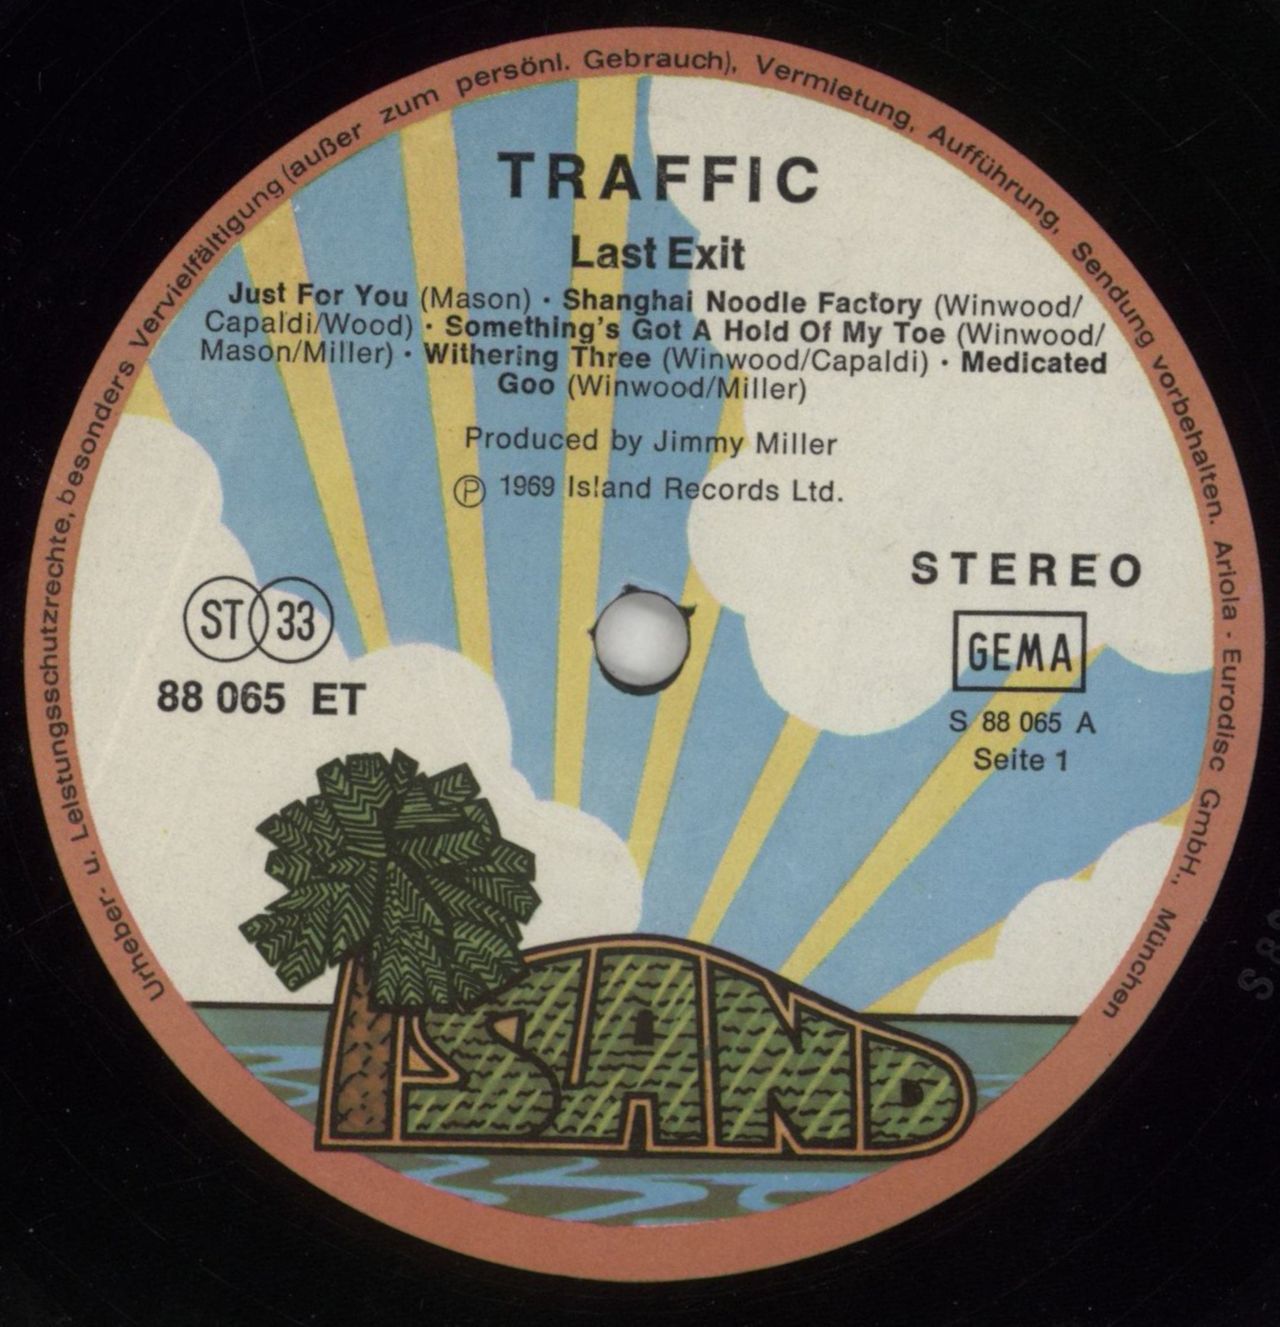 Urheber- u. Leistungsschutzrechte, besonders Vervielfältigung (außer zum persönl. Gebrauch), Vermietung, Aufführung, Sendung vorbehalten. Ariola · Eurodisc GmbH., München
TRAFFIC
Last Exit
Just For You (Mason) · Shanghai Noodle Factory (Winwood/
Capaldi/Wood) · Something's Got A Hold Of My Toe (Winwood/
Mason/Miller) · Withering Three (Winwood/Capaldi) · Medicated
Goo (Winwood/Miller)
Produced by Jimmy Miller
Ⓟ 1969 Island Records Ltd.
STEREO
ST 33
GEMA
88 065 ET
S 88 065 A
Seite 1
ISLAND